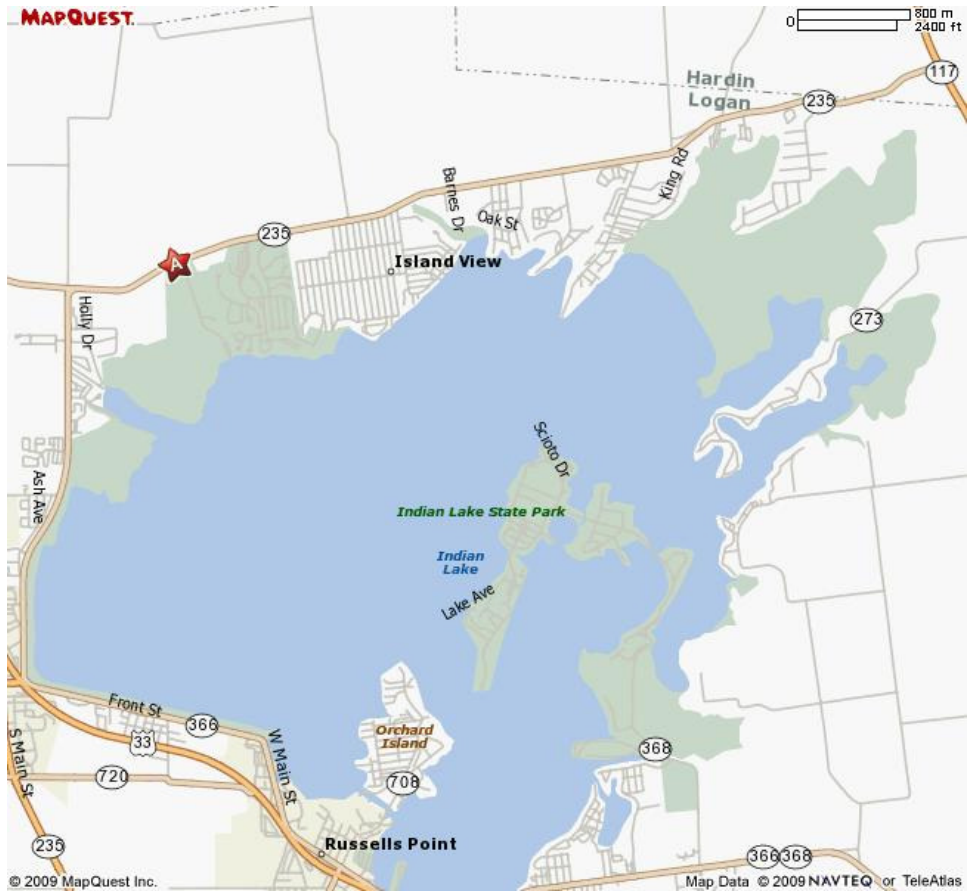 MAPQUEST.
0
800 m
2400 ft
117
Hardin
Logan
235
King Rd
Barnes Dr
Oak St
235
A
Island View
Holly Dr
273
Scioto Dr
Ash Ave
Indian Lake State Park
Indian
Lake
Lake Ave
Front St
366
33
W Main St
S Main St
Orchard
Island
368
720
708
235
Russells Point
366 368
© 2009 MapQuest Inc.
Map Data © 2009 NAVTEQ or TeleAtlas